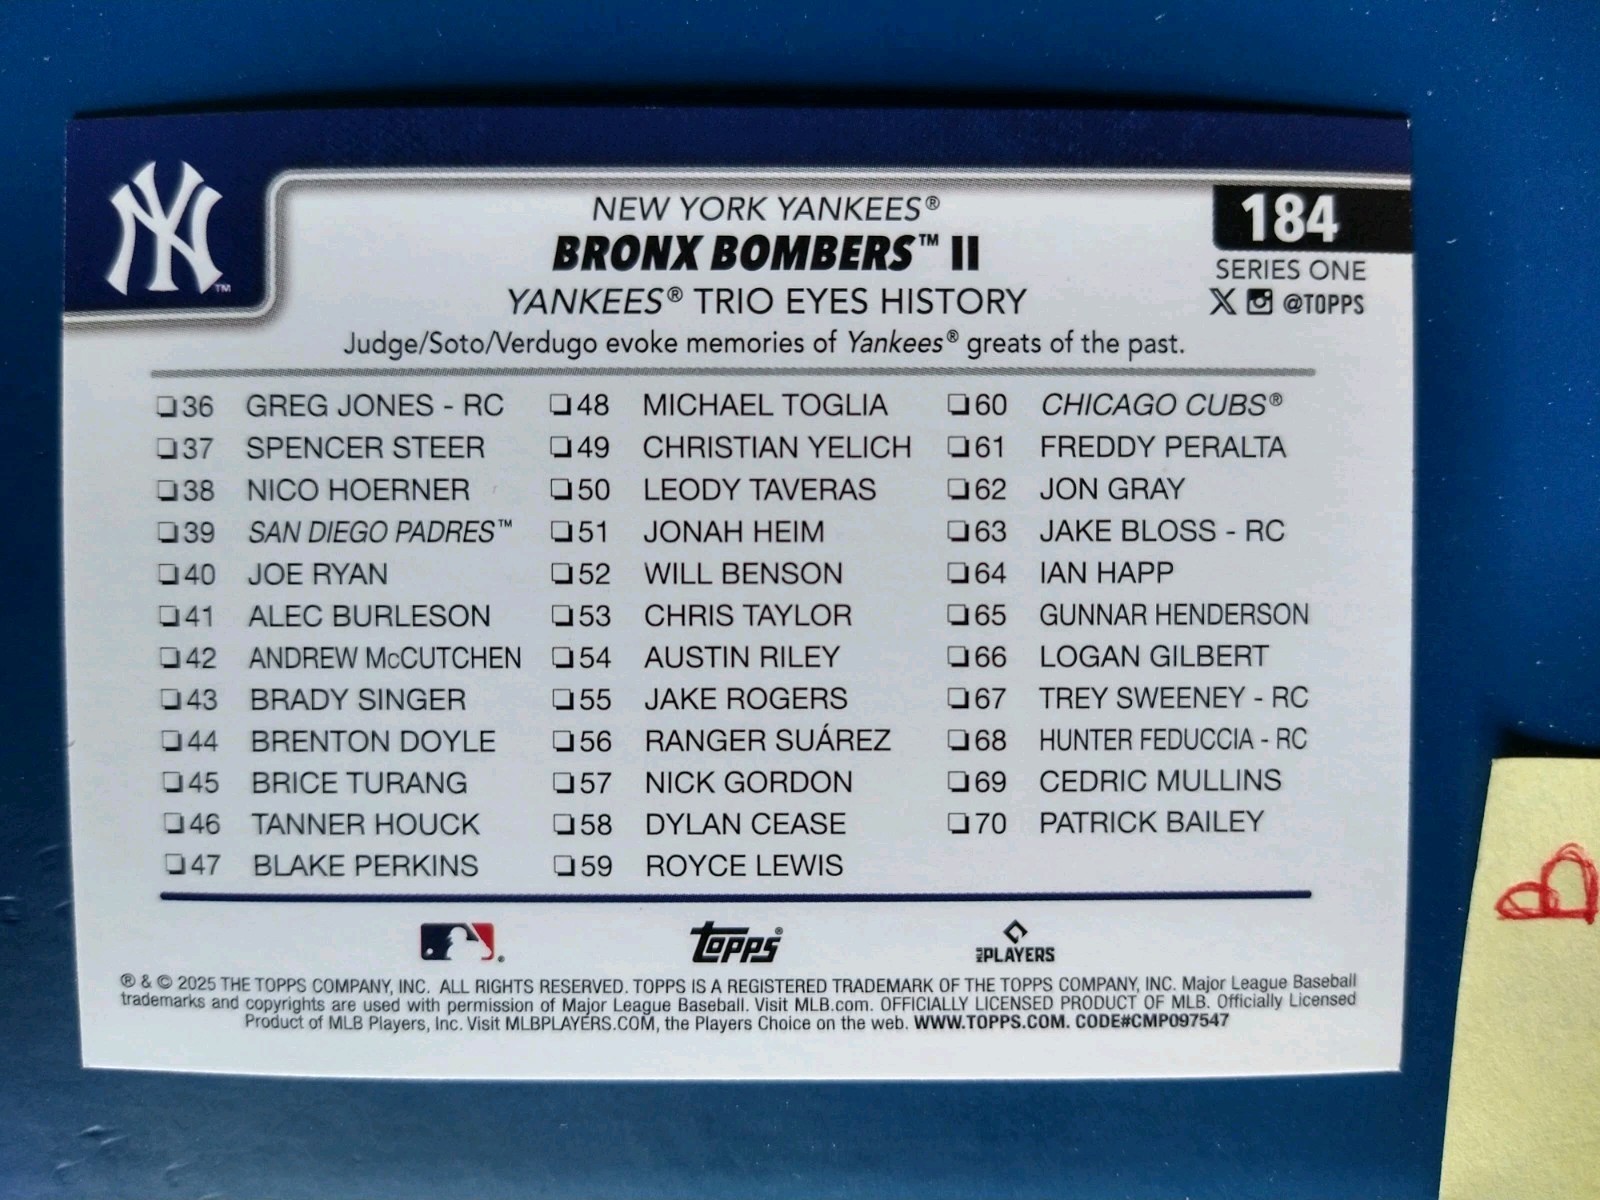 NY™
NEW YORK YANKEES®
BRONX BOMBERS™ II
YANKEES® TRIO EYES HISTORY
Judge/Soto/Verdugo evoke memories of Yankees® greats of the past.
184
SERIES ONE
X @TOPPS
❏36 GREG JONES - RC
❏37 SPENCER STEER
❏38 NICO HOERNER
❏39 SAN DIEGO PADRES™
❏40 JOE RYAN
❏41 ALEC BURLESON
❏42 ANDREW McCUTCHEN
❏43 BRADY SINGER
❏44 BRENTON DOYLE
❏45 BRICE TURANG
❏46 TANNER HOUCK
❏47 BLAKE PERKINS
❏48 MICHAEL TOGLIA
❏49 CHRISTIAN YELICH
❏50 LEODY TAVERAS
❏51 JONAH HEIM
❏52 WILL BENSON
❏53 CHRIS TAYLOR
❏54 AUSTIN RILEY
❏55 JAKE ROGERS
❏56 RANGER SUÁREZ
❏57 NICK GORDON
❏58 DYLAN CEASE
❏59 ROYCE LEWIS
❏60 CHICAGO CUBS®
❏61 FREDDY PERALTA
❏62 JON GRAY
❏63 JAKE BLOSS - RC
❏64 IAN HAPP
❏65 GUNNAR HENDERSON
❏66 LOGAN GILBERT
❏67 TREY SWEENEY - RC
❏68 HUNTER FEDUCCIA - RC
❏69 CEDRIC MULLINS
❏70 PATRICK BAILEY
Topps®
MLB PLAYERS
® & © 2025 THE TOPPS COMPANY, INC. ALL RIGHTS RESERVED. TOPPS IS A REGISTERED TRADEMARK OF THE TOPPS COMPANY, INC. Major League Baseball
trademarks and copyrights are used with permission of Major League Baseball. Visit MLB.com. OFFICIALLY LICENSED PRODUCT OF MLB. Officially Licensed
Product of MLB Players, Inc. Visit MLBPLAYERS.COM, the Players Choice on the web. WWW.TOPPS.COM. CODE#CMP097547